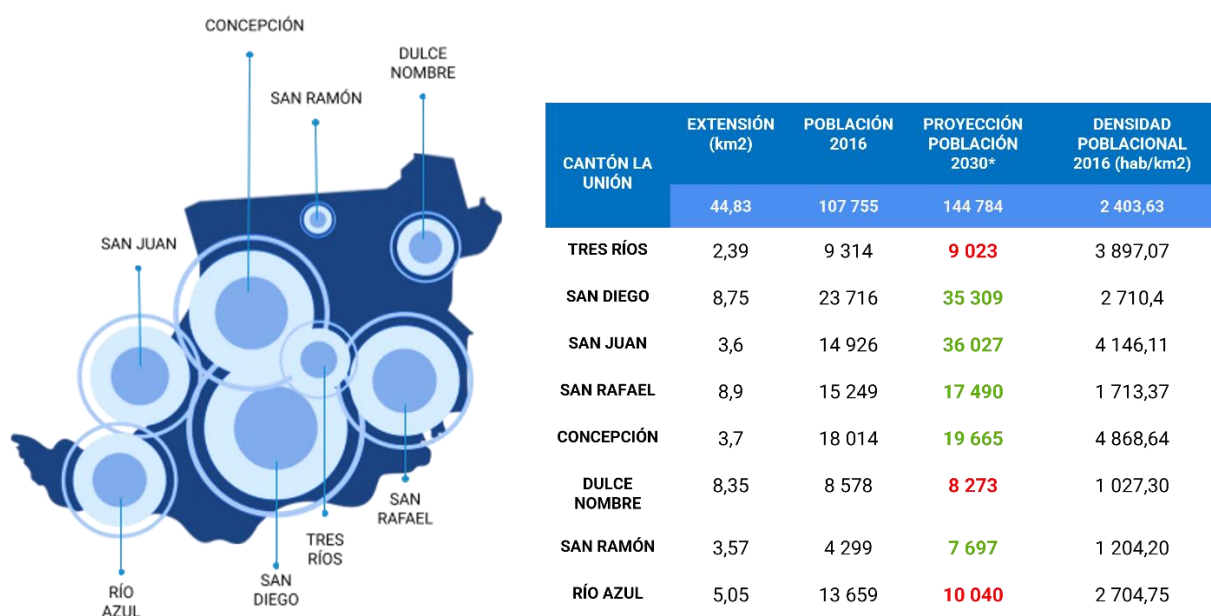 CONCEPCIÓN
DULCE
NOMBRE
SAN RAMÓN
SAN JUAN
SAN
RAFAEL
TRES
RÍOS
SAN
DIEGO
RÍO
AZUL
CANTÓN LA
UNIÓN
EXTENSIÓN
(km2)
POBLACIÓN
2016
PROYECCIÓN
POBLACIÓN
2030*
DENSIDAD
POBLACIONAL
2016 (hab/km2)
44,83 107 755 144 784 2 403,63
TRES RÍOS 2,39 9 314 9 023 3 897,07
SAN DIEGO 8,75 23 716 35 309 2 710,4
SAN JUAN 3,6 14 926 36 027 4 146,11
SAN RAFAEL 8,9 15 249 17 490 1 713,37
CONCEPCIÓN 3,7 18 014 19 665 4 868,64
DULCE
NOMBRE 8,35 8 578 8 273 1 027,30
SAN RAMÓN 3,57 4 299 7 697 1 204,20
RÍO AZUL 5,05 13 659 10 040 2 704,75